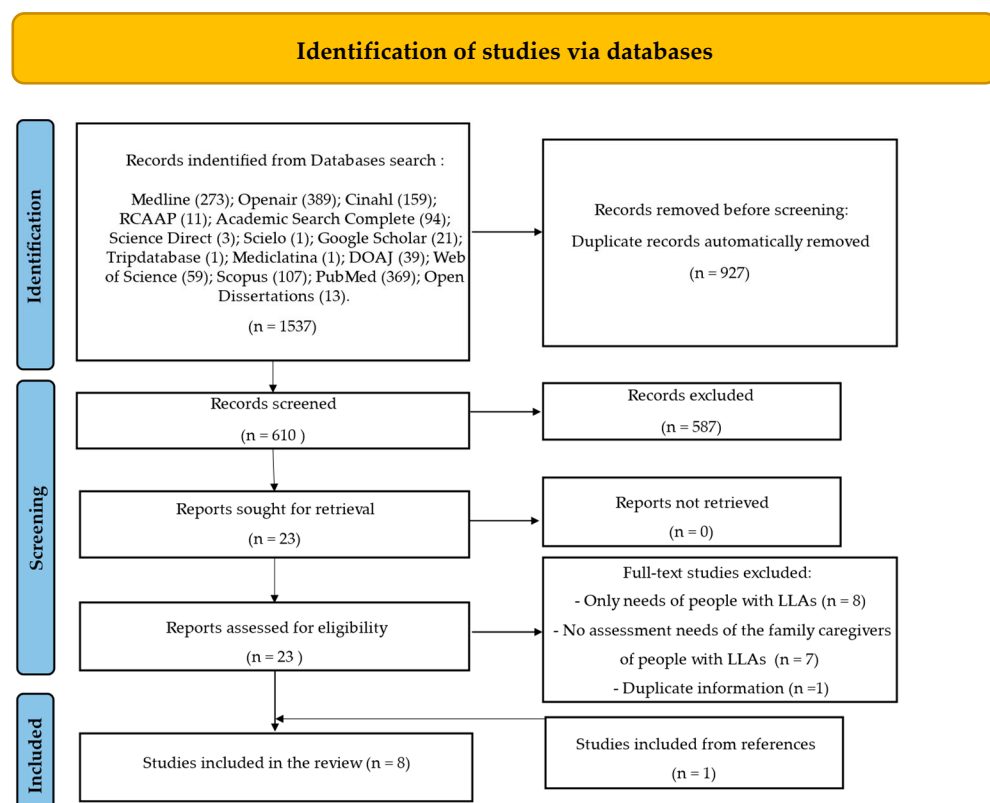 Identification of studies via databases
Identification
Records indentified from Databases search :
Medline (273); Openair (389); Cinahl (159);
RCAAP (11); Academic Search Complete (94);
Science Direct (3); Scielo (1); Google Scholar (21);
Tripdatabase (1); Mediclatina (1); DOAJ (39); Web
of Science (59); Scopus (107); PubMed (369); Open
Dissertations (13).
(n = 1537)
Records removed before screening:
Duplicate records automatically removed
(n = 927)
Screening
Records screened
(n = 610 )
Records excluded
(n = 587)
Reports sought for retrieval
(n = 23)
Reports not retrieved
(n = 0)
Reports assessed for eligibility
(n = 23 )
Full-text studies excluded:
- Only needs of people with LLAs (n = 8)
- No assessment needs of the family caregivers
of people with LLAs (n = 7)
- Duplicate information (n =1)
Included
Studies included in the review (n = 8)
Studies included from references
(n = 1)